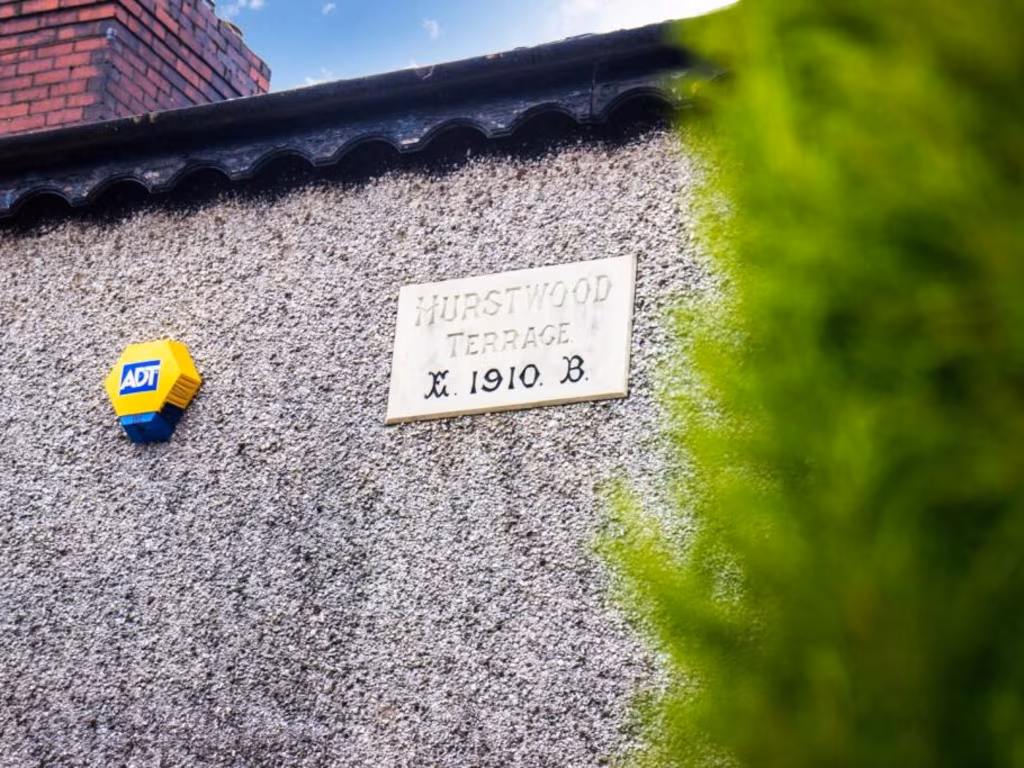 HURSTWOOD
TERRACE
E. 1910. B.
ADT